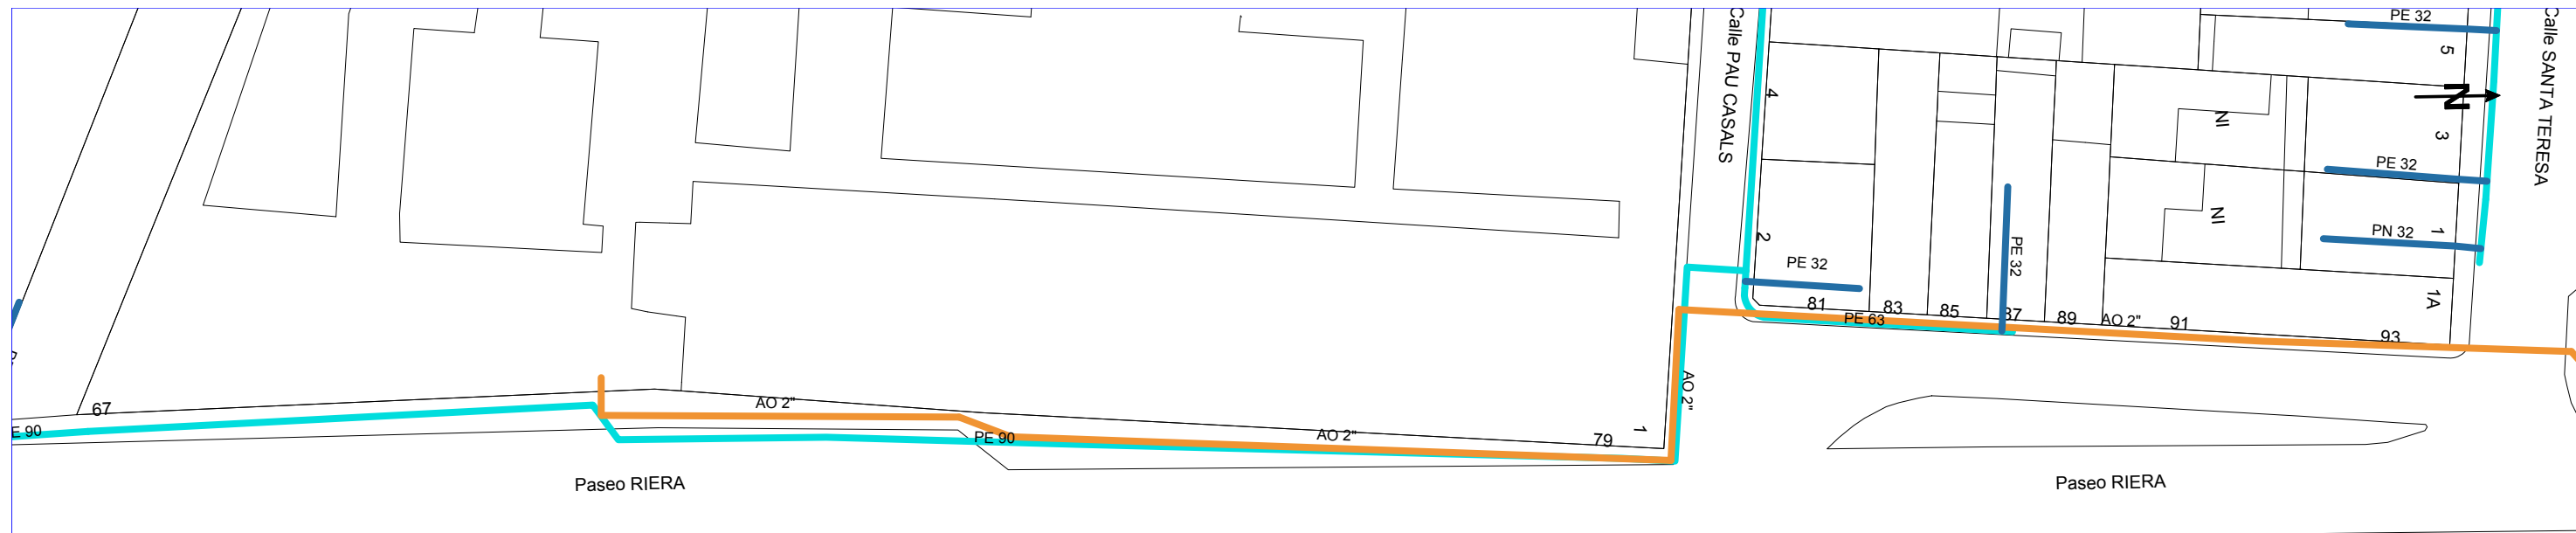 PE 32
5
Calle PAU CASALS
Calle SANTA TERESA
4
N
NI
3
PE 32
NI
2
PE 32
PE 32
PN 32
1
1A
81
83
85
87
89
AO 2"
91
93
PE 63
67
AO 2"
AO 2"
E 90
PE 90
AO 2"
79
1
Paseo RIERA
Paseo RIERA